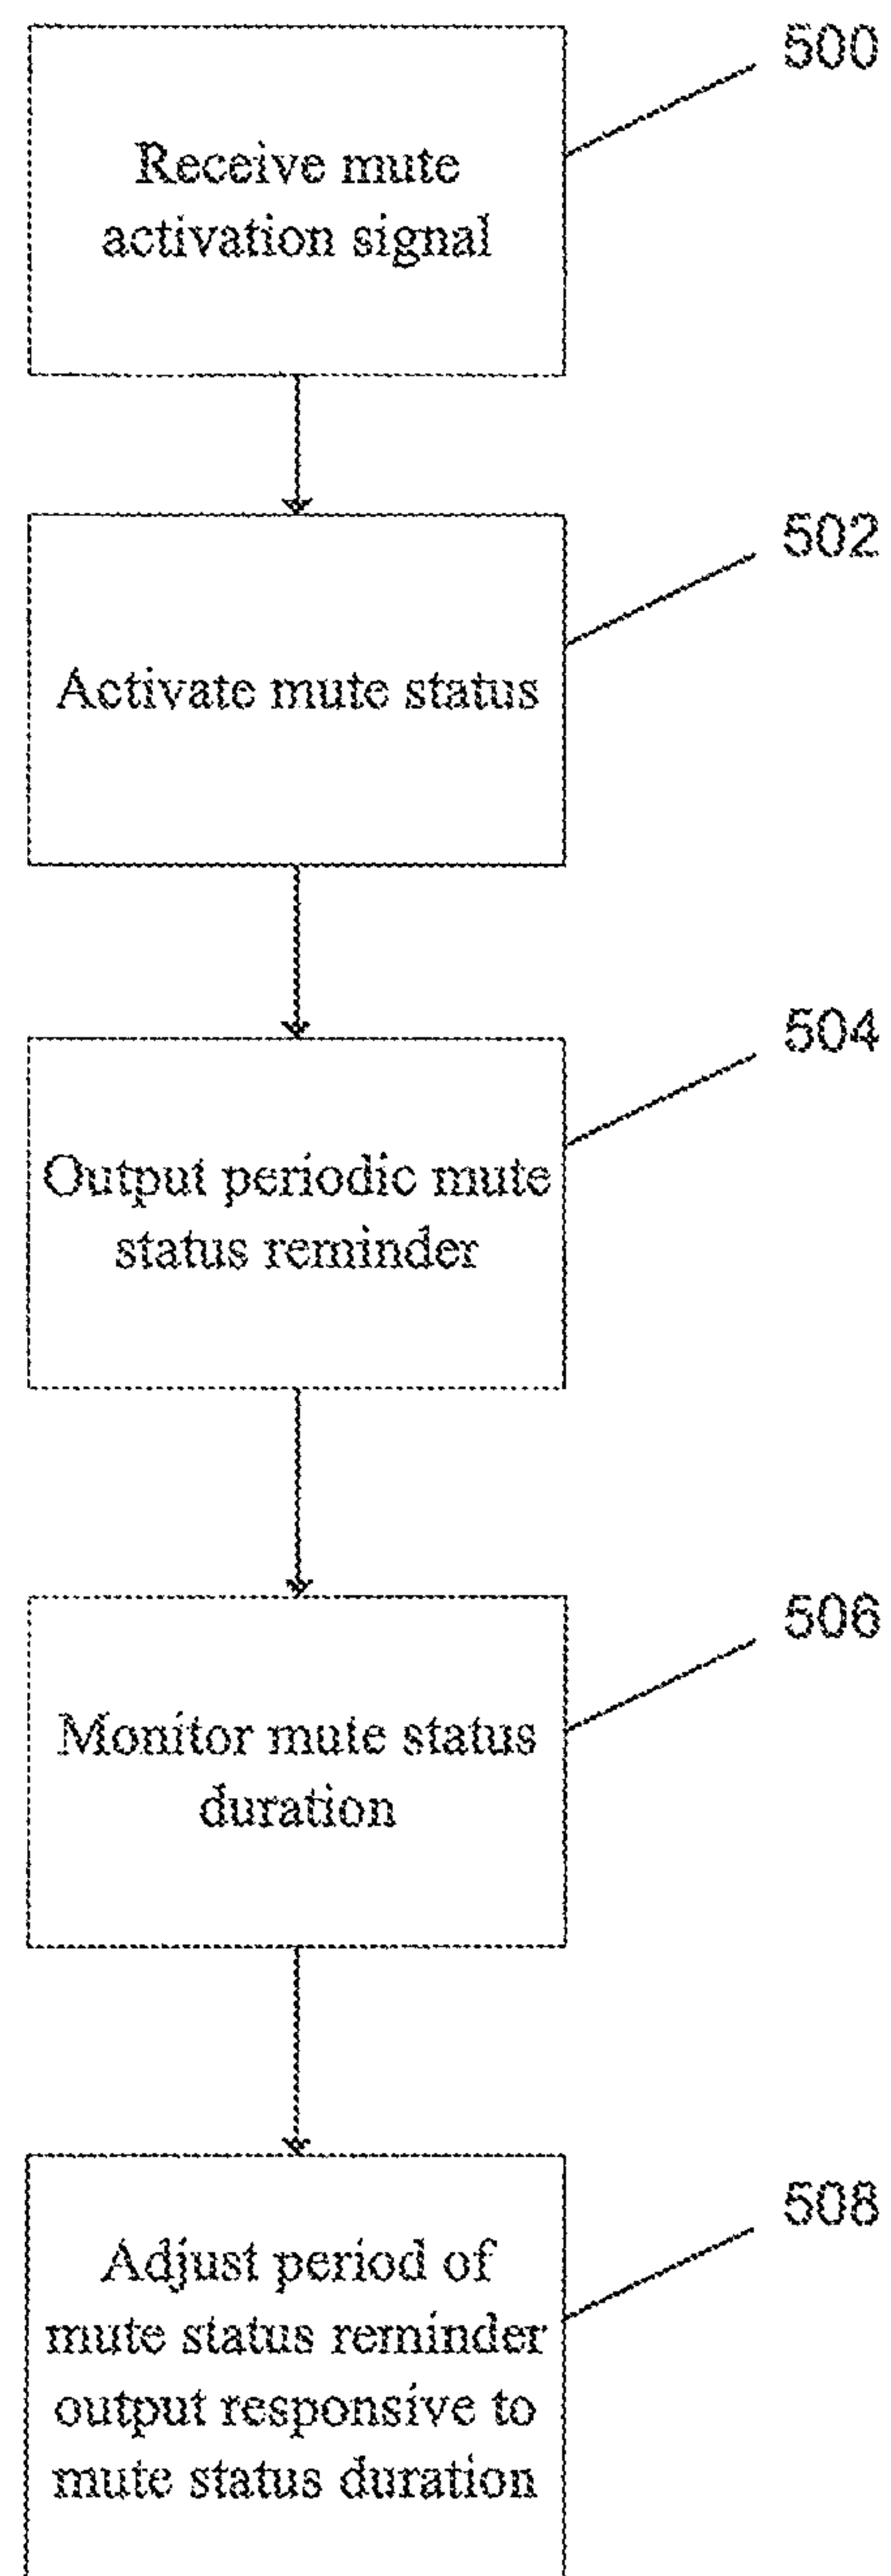 500
Receive mute
activation signal
502
Activate mute status
504
Output periodic mute
status reminder
506
Monitor mute status
duration
508
Adjust period of
mute status reminder
output responsive to
mute status duration